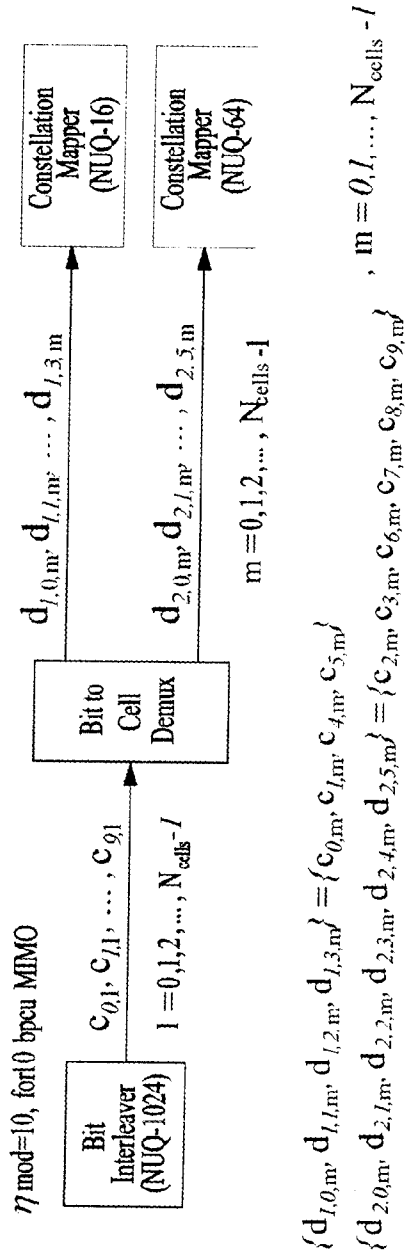 η mod=10, for10 bpcu MIMO
Bit
Interleaver
(NUQ-1024)
c0,1, c1,1, ... , c9,1
1 =0,1,2,..., Ncells-1
Bit to
Cell
Demux
d1,0,m, d1,1,m, ... , d1,3,m
d2,0,m, d2,1,m, ... , d2,5,m
m =0,1,2,..., Ncells-1
Constellation
Mapper
(NUQ-16)
Constellation
Mapper
(NUQ-64)
{d1,0,m, d1,1,m, d1,2,m, d1,3,m} = {c0,m, c1,m, c4,m, c5,m}
{d2,0,m, d2,1,m, d2,2,m, d2,3,m, d2,4,m, d2,5,m} = {c2,m, c3,m, c6,m, c7,m, c8,m, c9,m}
, m = 0,1,..., Ncells -1